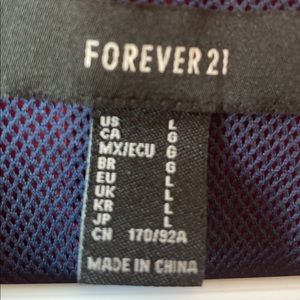 FOREVER 21
US L
CA G
MX/ECU G
BR G
EU L
UK L
KR L
JP L
CN 170/92A
MADE IN CHINA